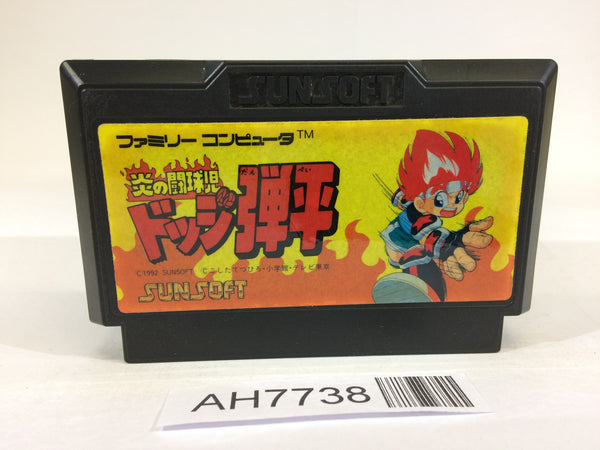 SUNSOFT
ファミリーコンピュータ™
炎の闘球児
ドッジ弾平
だん ぺい
C1992 SUNSOFT Cこしたてつひろ・小学館・テレビ東京
SUNSOFT
AH7738